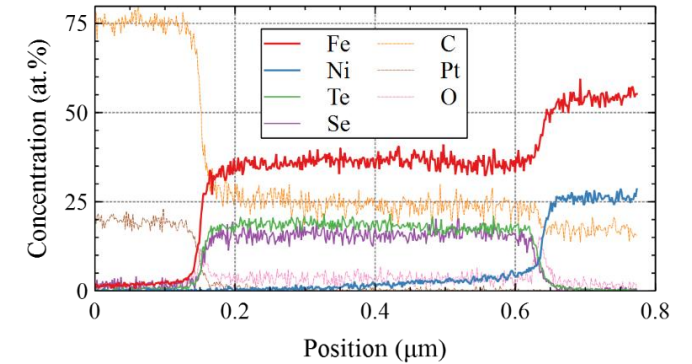 75
50
25
0
Concentration (at.%)
Fe C
Ni Pt
Te O
Se
0 0.2 0.4 0.6 0.8
Position (μm)